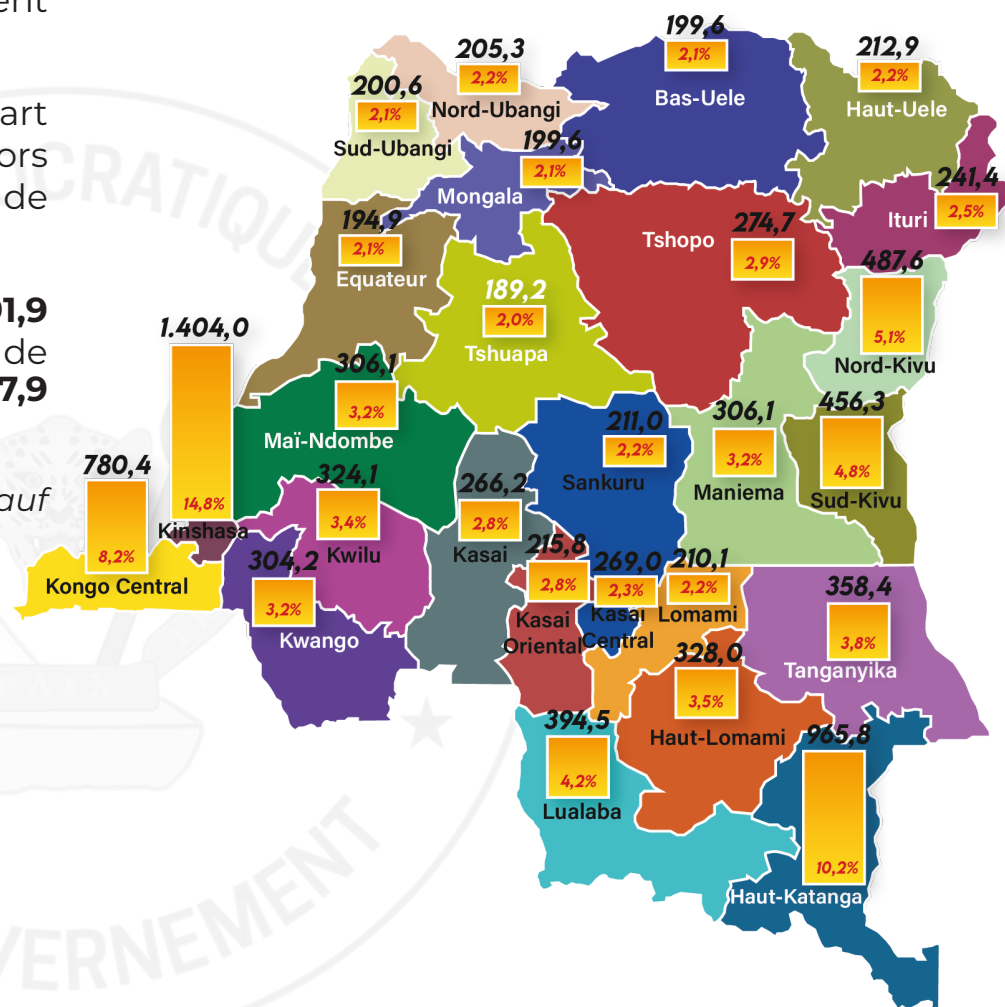 ent
art
ors
de
01,9
de
7,9
auf
199,6
2,1%
Bas-Uele
205,3
2,2%
Nord-Ubangi
212,9
2,2%
Haut-Uele
200,6
2,1%
Sud-Ubangi
199,6
2,1%
Mongala
241,4
2,5%
Ituri
194,9
2,1%
Equateur
274,7
2,9%
Tshopo
487,6
5,1%
Nord-Kivu
189,2
2,0%
Tshuapa
1.404,0
14,8%
Kinshasa
306,1
3,2%
Maï-Ndombe
211,0
2,2%
Sankuru
306,1
3,2%
Maniema
456,3
4,8%
Sud-Kivu
780,4
8,2%
Kongo Central
324,1
3,4%
Kwilu
266,2
2,8%
Kasai
304,2
3,2%
Kwango
215,8
2,8%
Kasai
Oriental
269,0
2,3%
Kasai
Central
210,1
2,2%
Lomami
358,4
3,8%
Tanganyika
328,0
3,5%
Haut-Lomami
394,5
4,2%
Lualaba
965,8
10,2%
Haut-Katanga
CRATIQUE
VERNEMENT